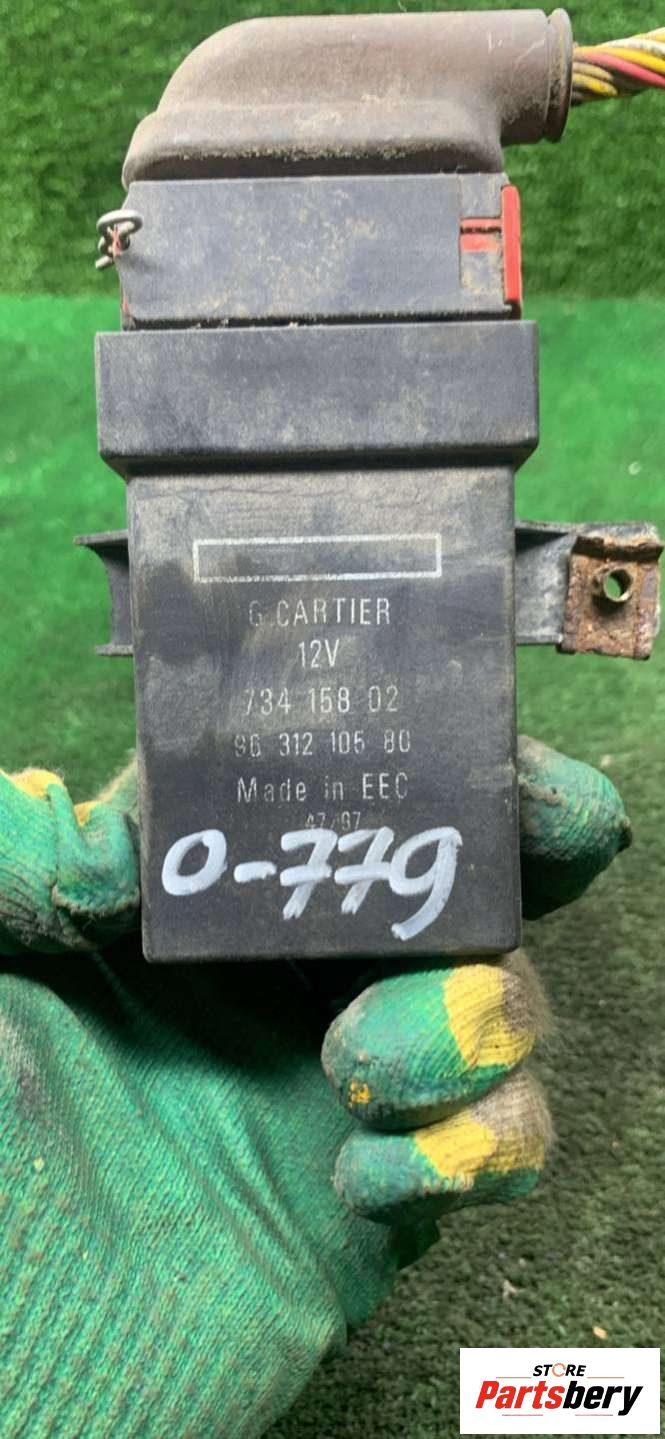 G.CARTIER
12V
734 158 02
96 312 105 80
Made in EEC
47/97
0-779
STORE
Partsbery